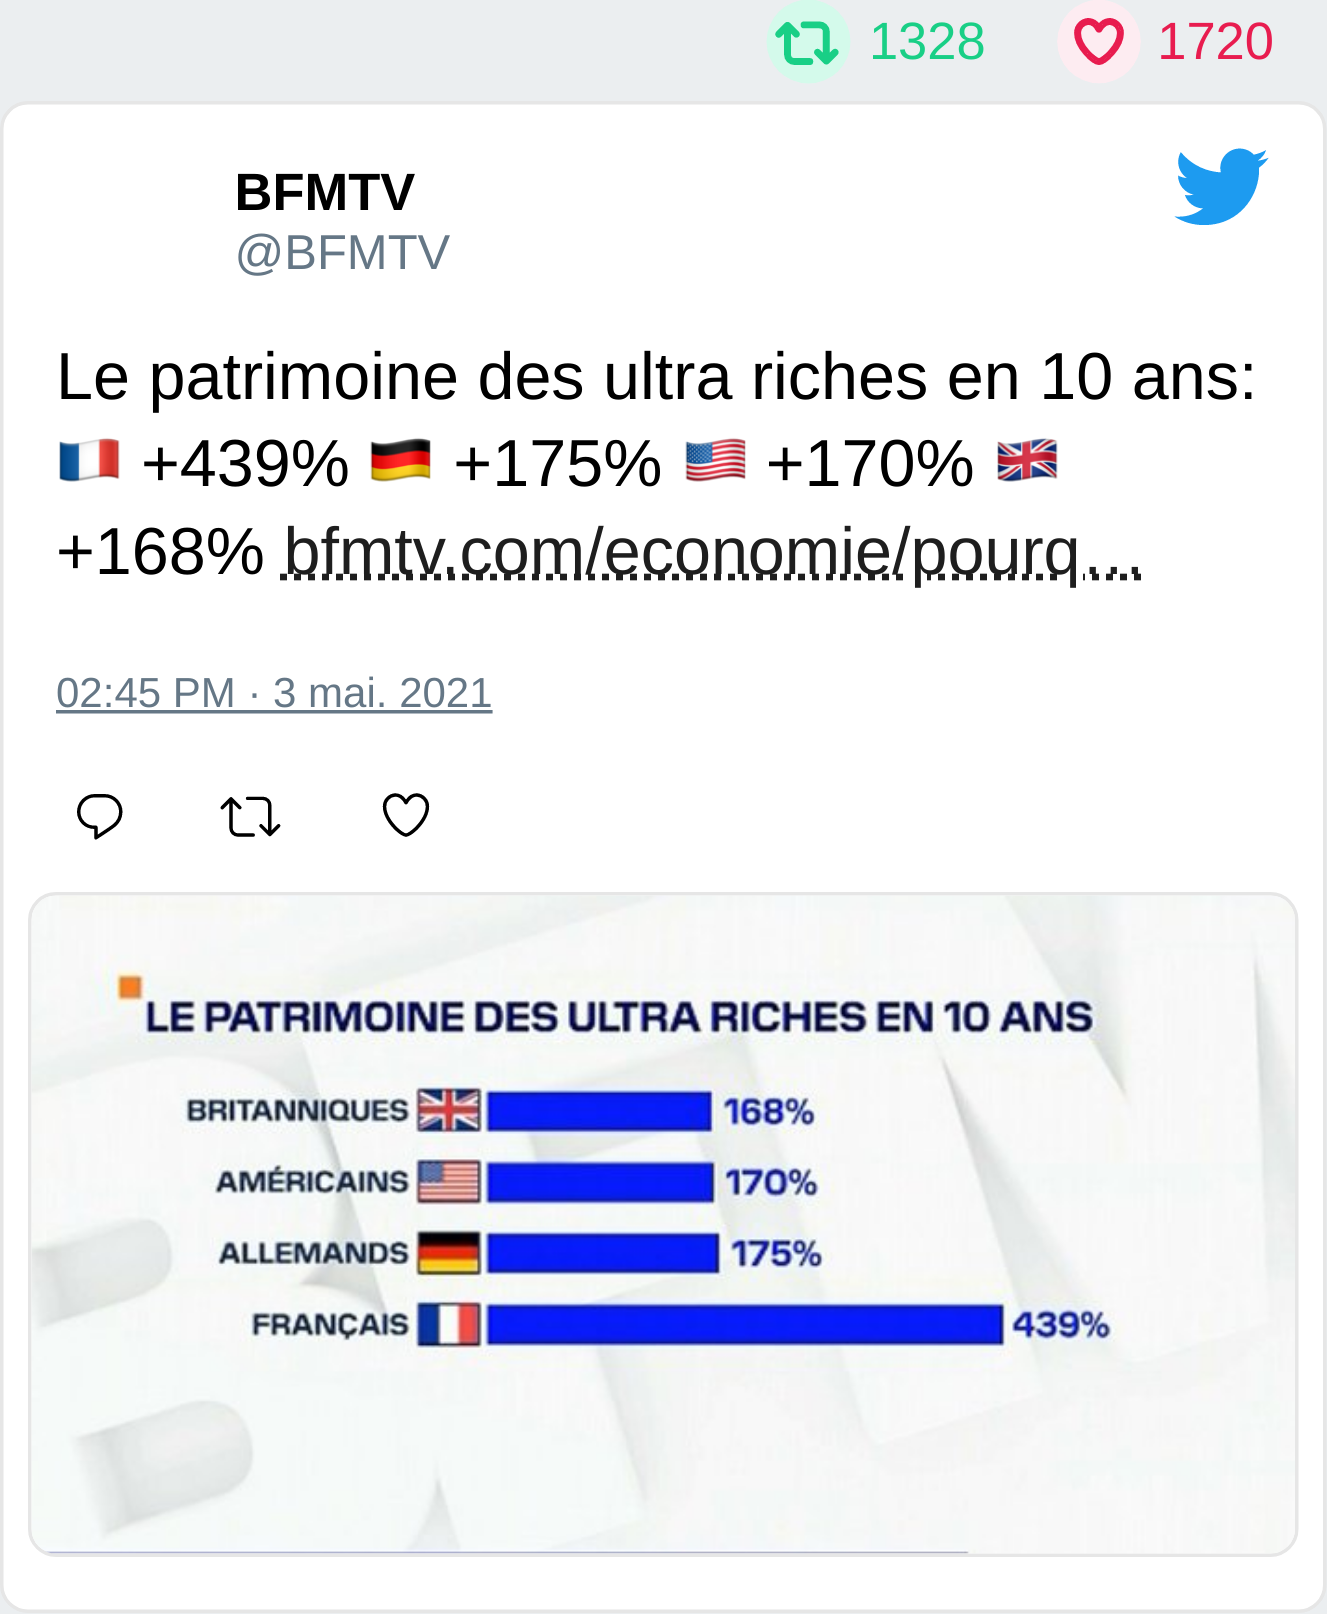 1328 1720
BFMTV
@BFMTV
Le patrimoine des ultra riches en 10 ans:
🇫🇷 +439% 🇩🇪 +175% 🇺🇸 +170% 🇬🇧
+168% bfmtv.com/economie/pourq...
02:45 PM · 3 mai. 2021
LE PATRIMOINE DES ULTRA RICHES EN 10 ANS
BRITANNIQUES 168%
AMÉRICAINS 170%
ALLEMANDS 175%
FRANÇAIS 439%